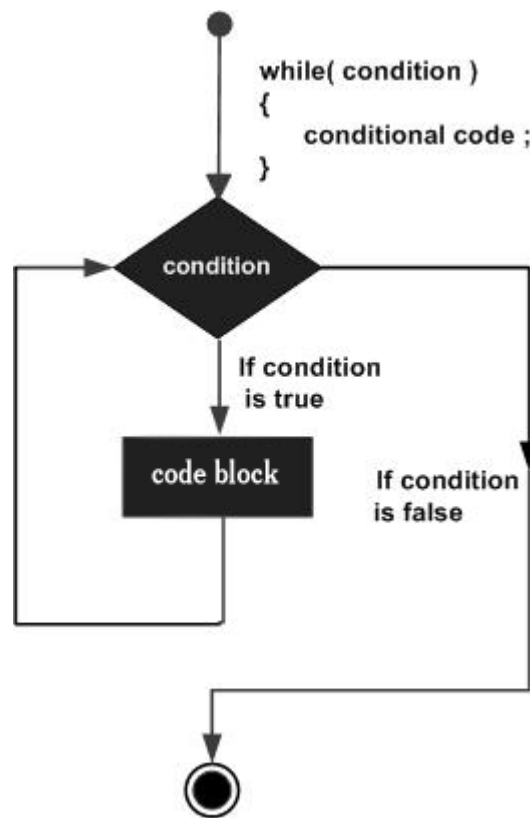 while( condition )
{
conditional code ;
}
condition
If condition
is true
code block
If condition
is false